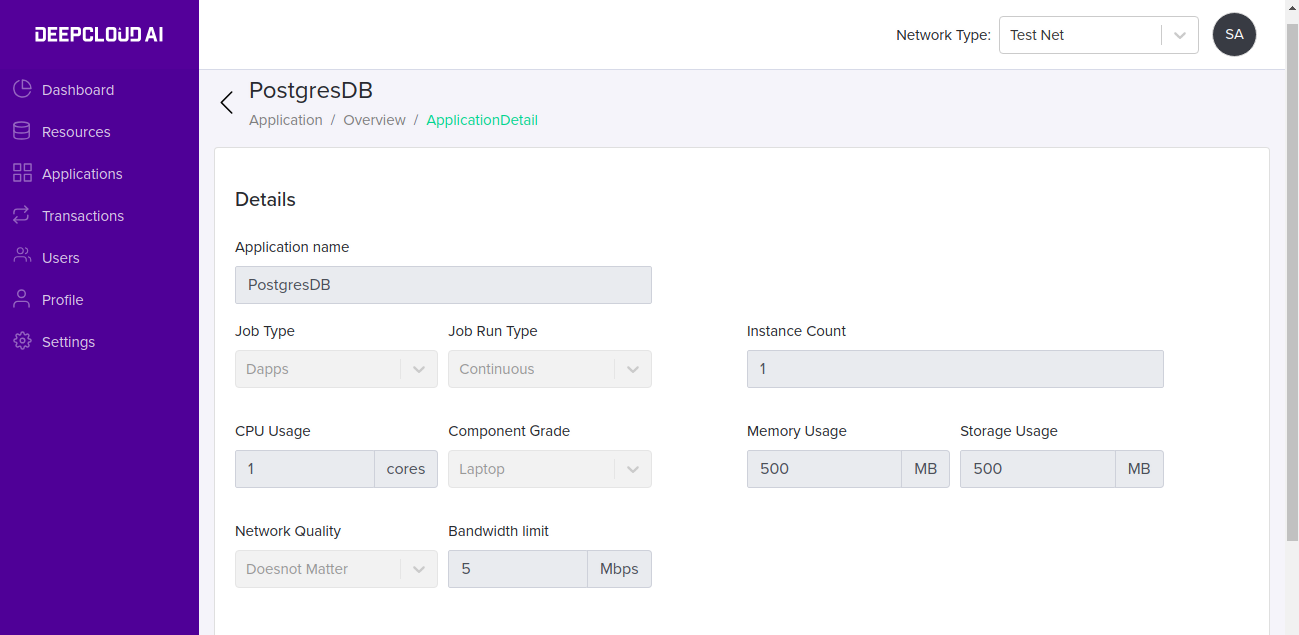 DEEPCLOUD AI
Network Type: Test Net SA
Dashboard
Resources
Applications
Transactions
Users
Profile
Settings
PostgresDB
Application / Overview / ApplicationDetail
Details
Application name
PostgresDB
Job Type Job Run Type Instance Count
Dapps Continuous 1
CPU Usage Component Grade Memory Usage Storage Usage
1 cores Laptop 500 MB 500 MB
Network Quality Bandwidth limit
Doesnot Matter 5 Mbps